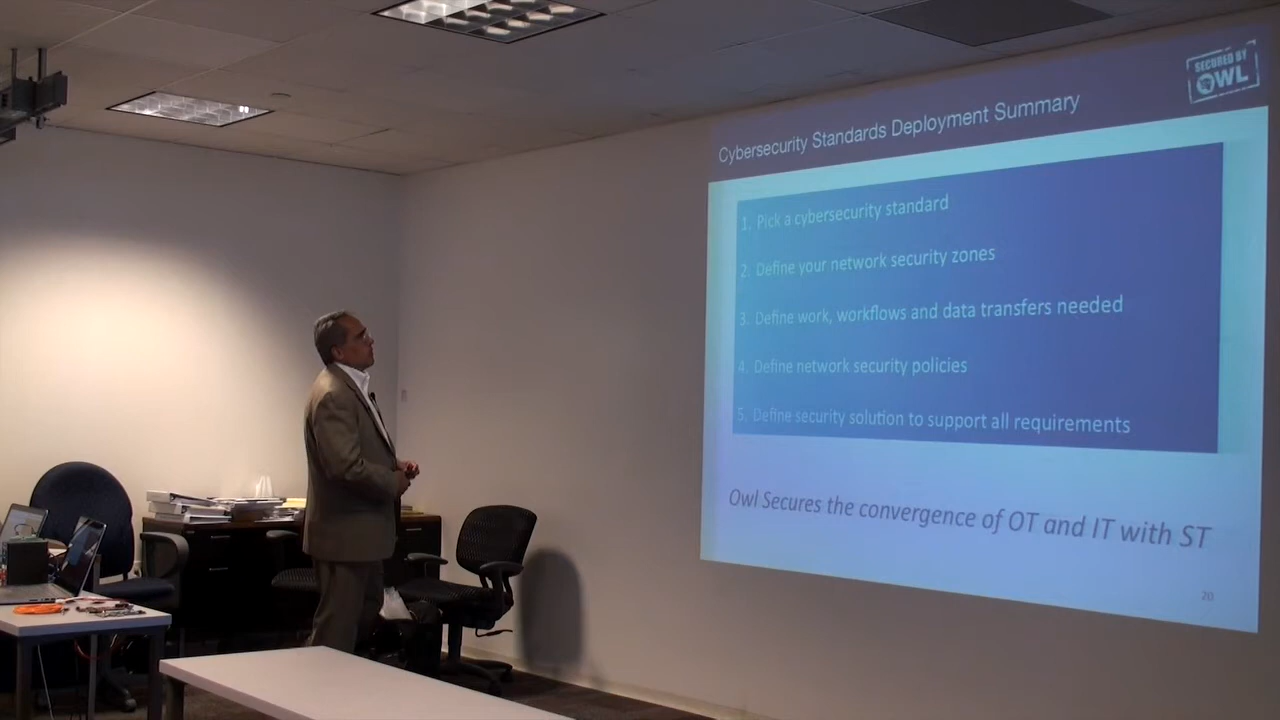 SECURED BY
OWL
Cybersecurity Standards Deployment Summary
1. Pick a cybersecurity standard
2. Define your network security zones
3. Define work, workflows and data transfers needed
4. Define network security policies
5. Define security solution to support all requirements
Owl Secures the convergence of OT and IT with ST
20